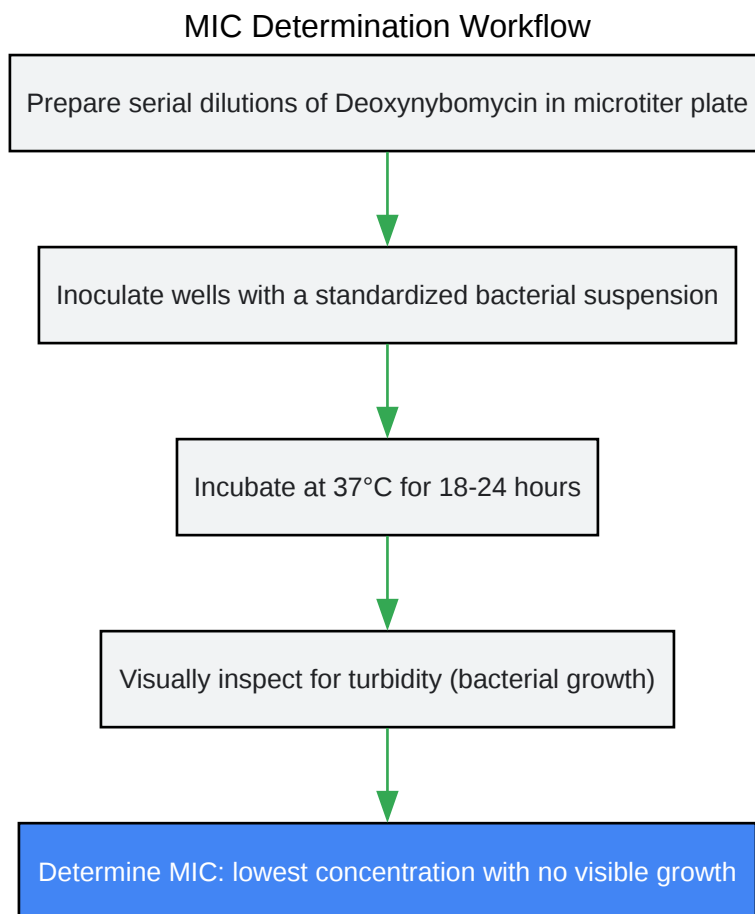 MIC Determination Workflow
Prepare serial dilutions of Deoxynybomycin in microtiter plate
Inoculate wells with a standardized bacterial suspension
Incubate at 37°C for 18-24 hours
Visually inspect for turbidity (bacterial growth)
Determine MIC: lowest concentration with no visible growth